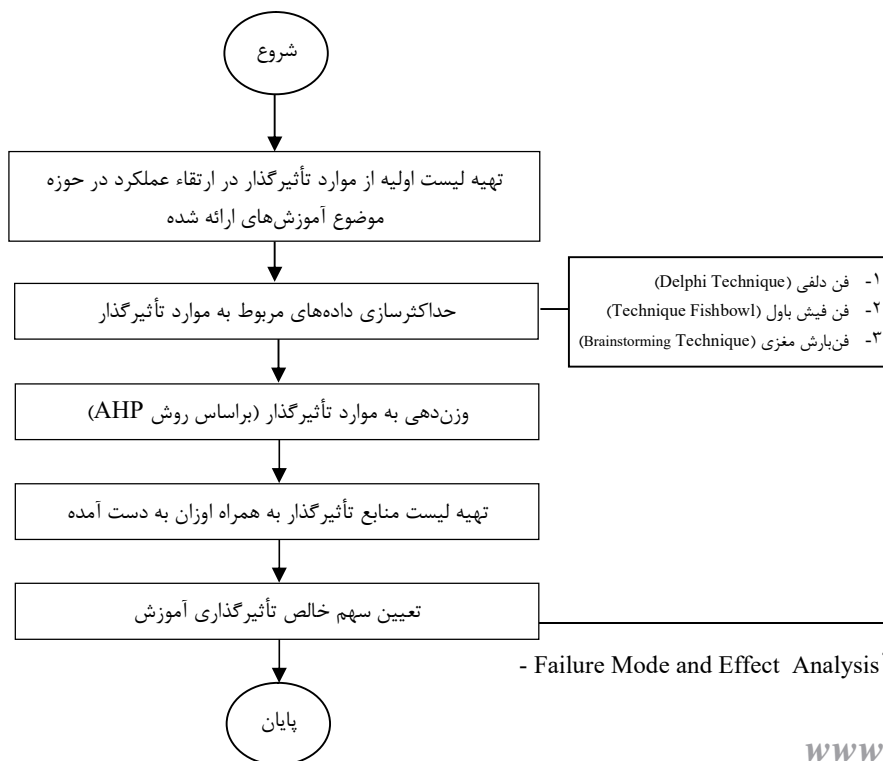 شروع
تهیه لیست اولیه از موارد تأثیرگذار در ارتقاء عملکرد در حوزه
موضوع آموزش‌های ارائه شده
حداکثرسازی داده‌های مربوط به موارد تأثیرگذار
۱- فن دلفی (Delphi Technique)
۲- فن فیش باول (Technique Fishbowl)
۳- فن‌بارش مغزی (Brainstorming Technique)
وزن‌دهی به موارد تأثیرگذار (براساس روش AHP)
تهیه لیست منابع تأثیرگذار به همراه اوزان به دست آمده
تعیین سهم خالص تأثیرگذاری آموزش
- Failure Mode and Effect Analysis
پایان
www.